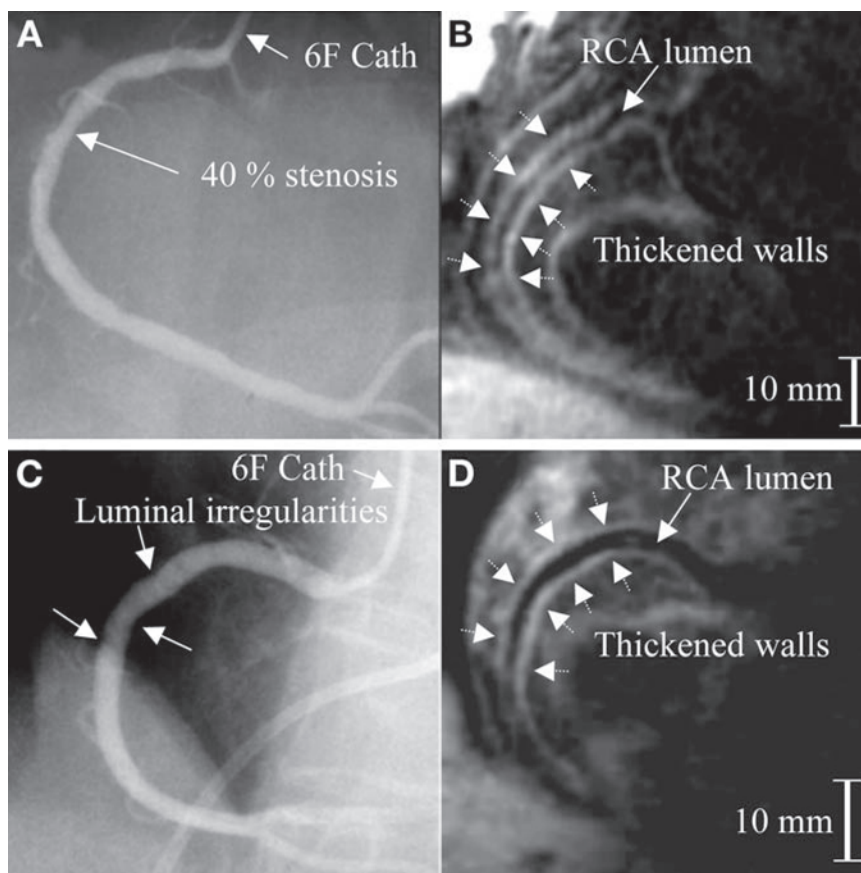 A
6F Cath
40 % stenosis
B
RCA lumen
Thickened walls
10 mm
C
6F Cath
Luminal irregularities
D
RCA lumen
Thickened walls
10 mm